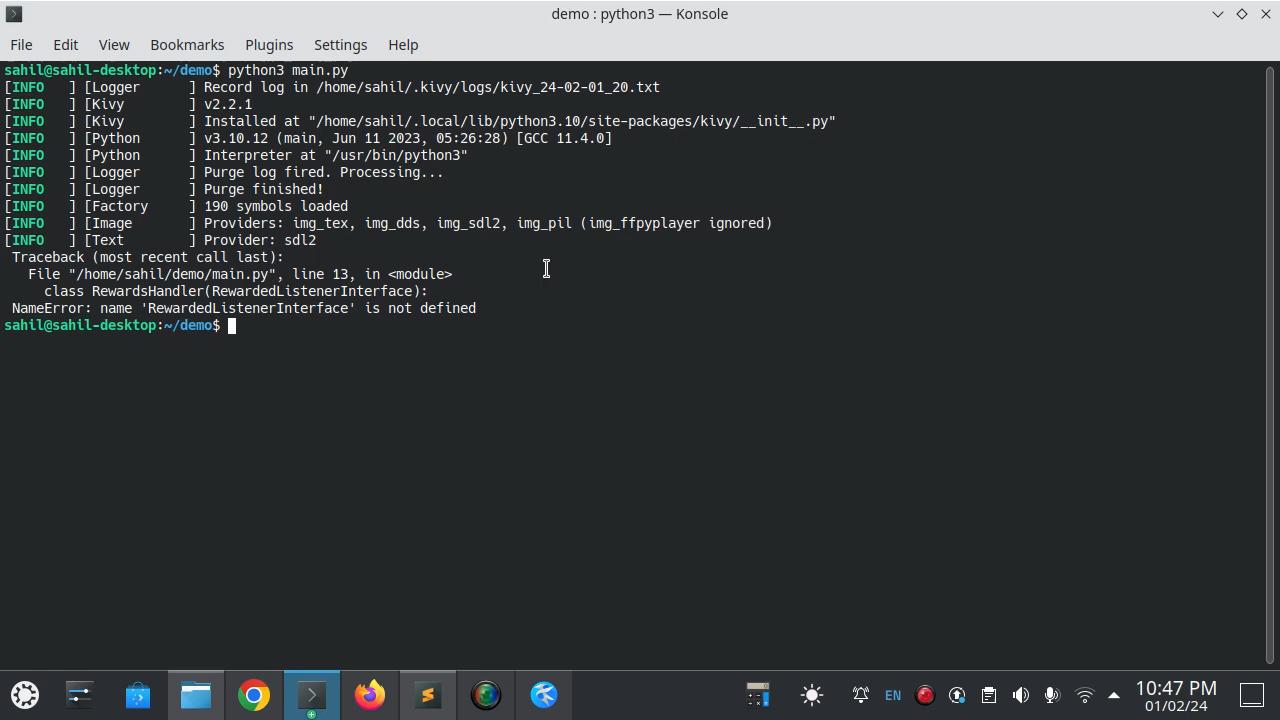 demo : python3 — Konsole
File Edit View Bookmarks Plugins Settings Help
sahil@sahil-desktop:~/demo$ python3 main.py
[INFO   ] [Logger      ] Record log in /home/sahil/.kivy/logs/kivy_24-02-01_20.txt
[INFO   ] [Kivy        ] v2.2.1
[INFO   ] [Kivy        ] Installed at "/home/sahil/.local/lib/python3.10/site-packages/kivy/__init__.py"
[INFO   ] [Python      ] v3.10.12 (main, Jun 11 2023, 05:26:28) [GCC 11.4.0]
[INFO   ] [Python      ] Interpreter at "/usr/bin/python3"
[INFO   ] [Logger      ] Purge log fired. Processing...
[INFO   ] [Logger      ] Purge finished!
[INFO   ] [Factory     ] 190 symbols loaded
[INFO   ] [Image       ] Providers: img_tex, img_dds, img_sdl2, img_pil (img_ffpyplayer ignored)
[INFO   ] [Text        ] Provider: sdl2
 Traceback (most recent call last):
   File "/home/sahil/demo/main.py", line 13, in <module>
     class RewardsHandler(RewardedListenerInterface):
 NameError: name 'RewardedListenerInterface' is not defined
sahil@sahil-desktop:~/demo$
EN
10:47 PM
01/02/24